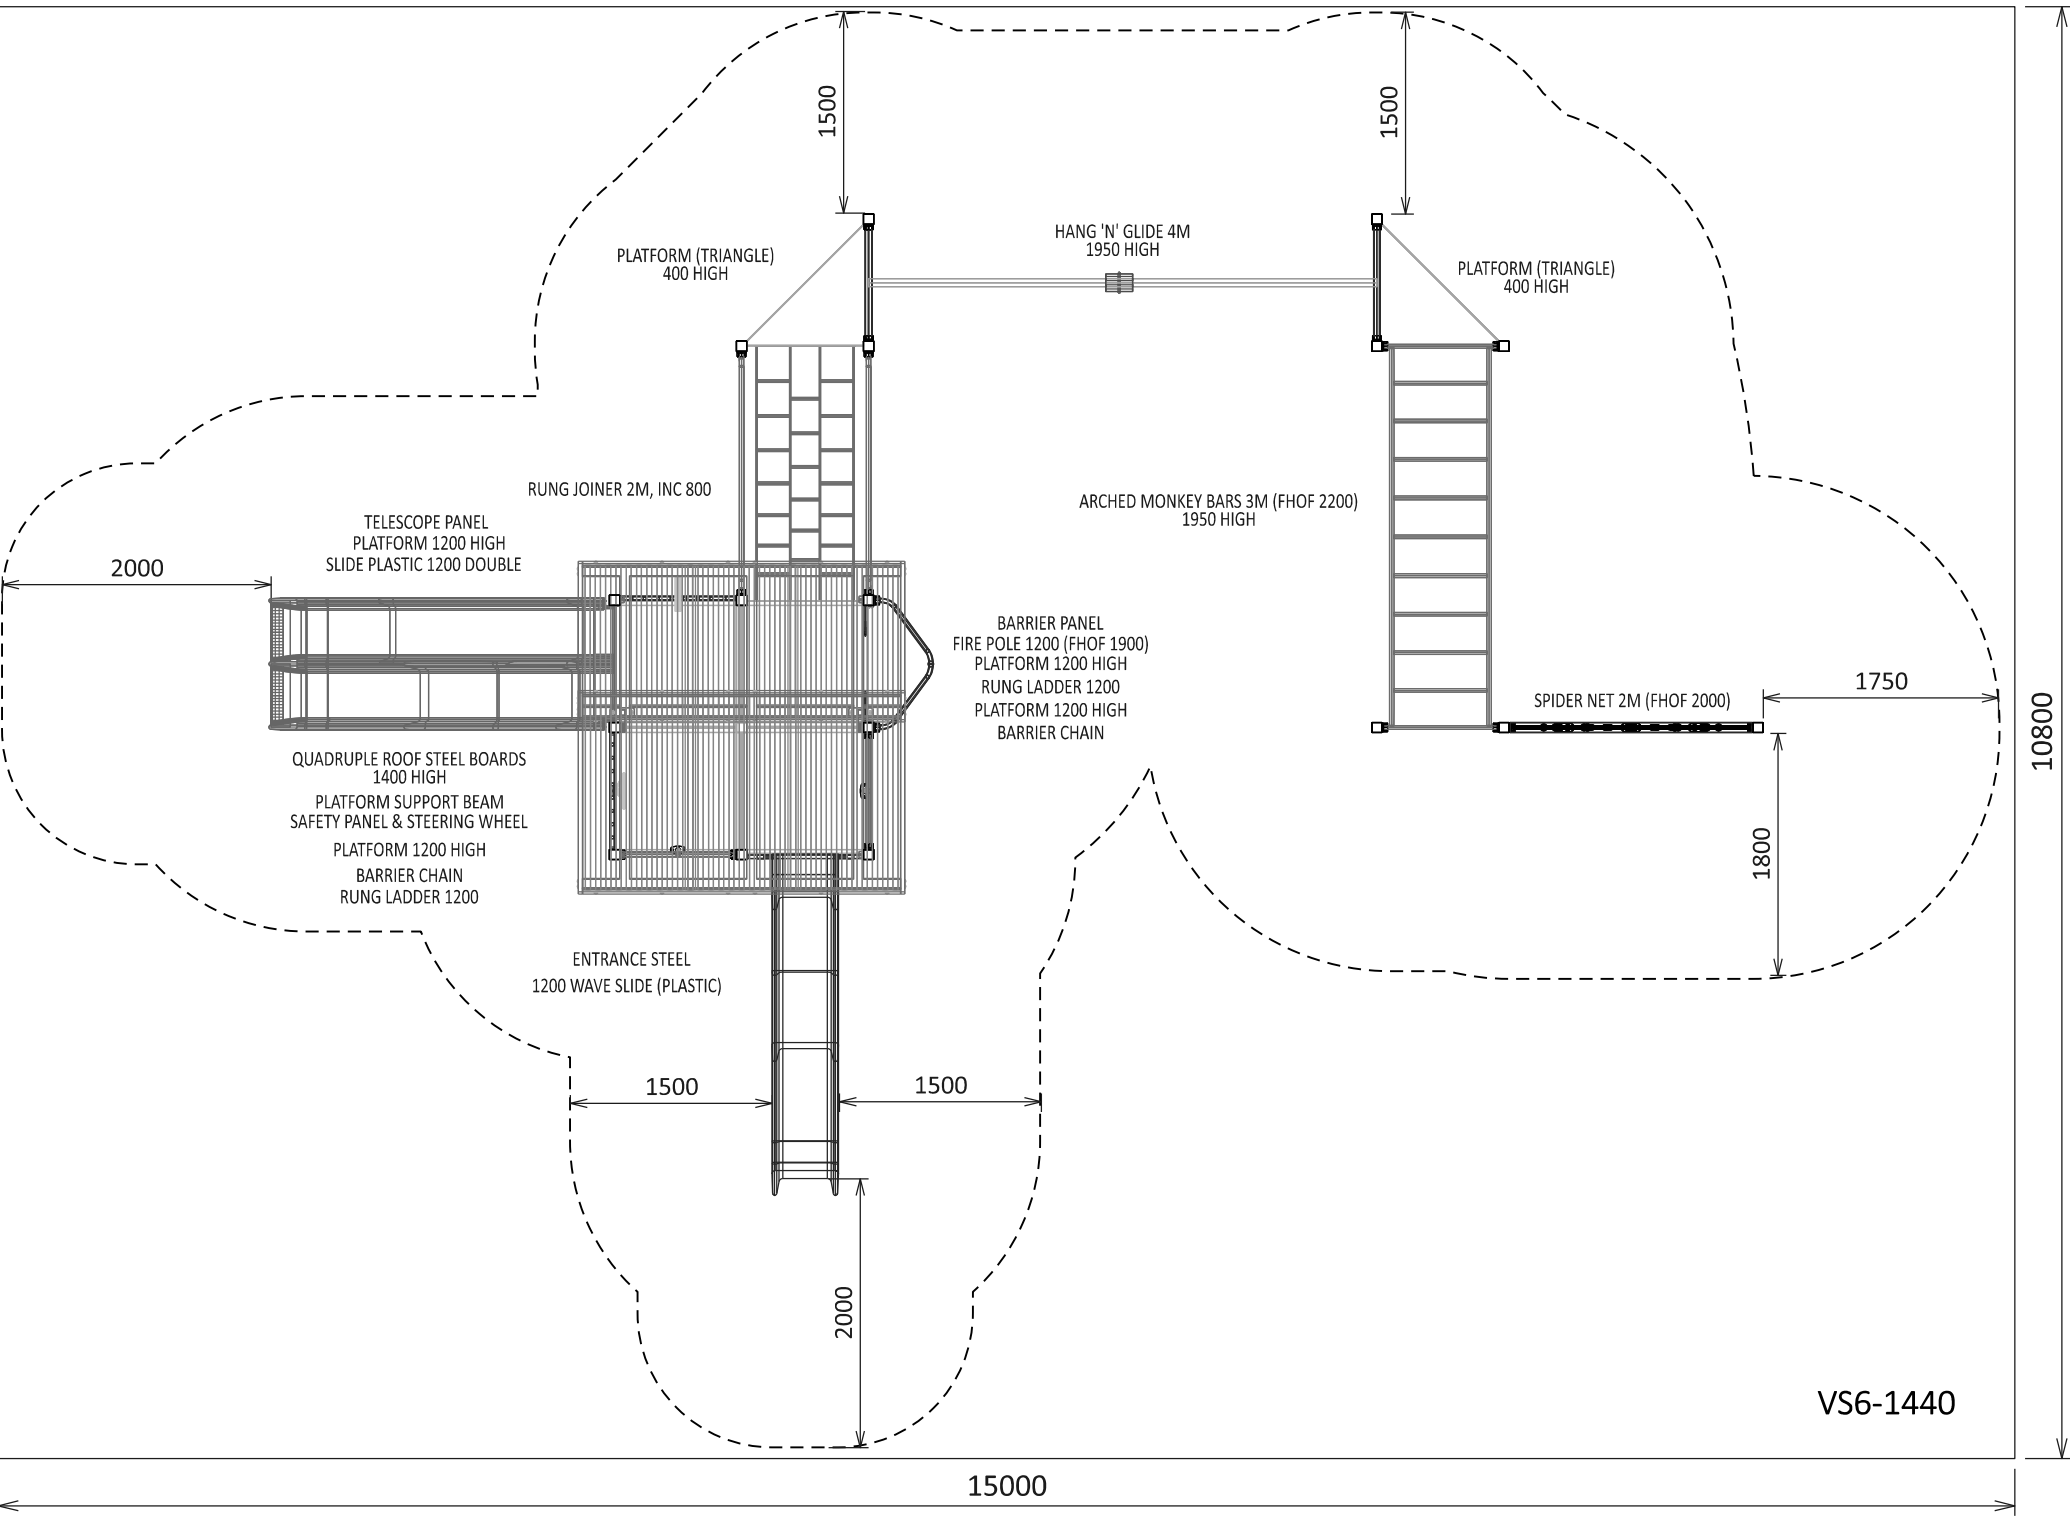 1500
1500
HANG 'N' GLIDE 4M
1950 HIGH
PLATFORM (TRIANGLE)
400 HIGH
PLATFORM (TRIANGLE)
400 HIGH
RUNG JOINER 2M, INC 800
ARCHED MONKEY BARS 3M (FHOF 2200)
1950 HIGH
TELESCOPE PANEL
PLATFORM 1200 HIGH
SLIDE PLASTIC 1200 DOUBLE
2000
BARRIER PANEL
FIRE POLE 1200 (FHOF 1900)
PLATFORM 1200 HIGH
RUNG LADDER 1200
PLATFORM 1200 HIGH
BARRIER CHAIN
SPIDER NET 2M (FHOF 2000)
1750
10800
QUADRUPLE ROOF STEEL BOARDS
1400 HIGH
PLATFORM SUPPORT BEAM
SAFETY PANEL & STEERING WHEEL
PLATFORM 1200 HIGH
BARRIER CHAIN
RUNG LADDER 1200
1800
ENTRANCE STEEL
1200 WAVE SLIDE (PLASTIC)
1500
1500
2000
VS6-1440
15000